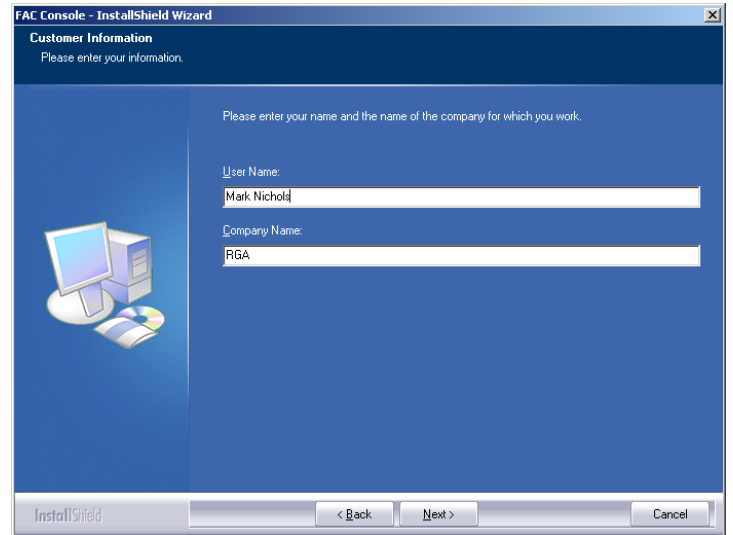 FAC Console - InstallShield Wizard
Customer Information
Please enter your information.
Please enter your name and the name of the company for which you work.
User Name:
Mark Nichols
Company Name:
RGA
InstallShield
< Back
Next >
Cancel